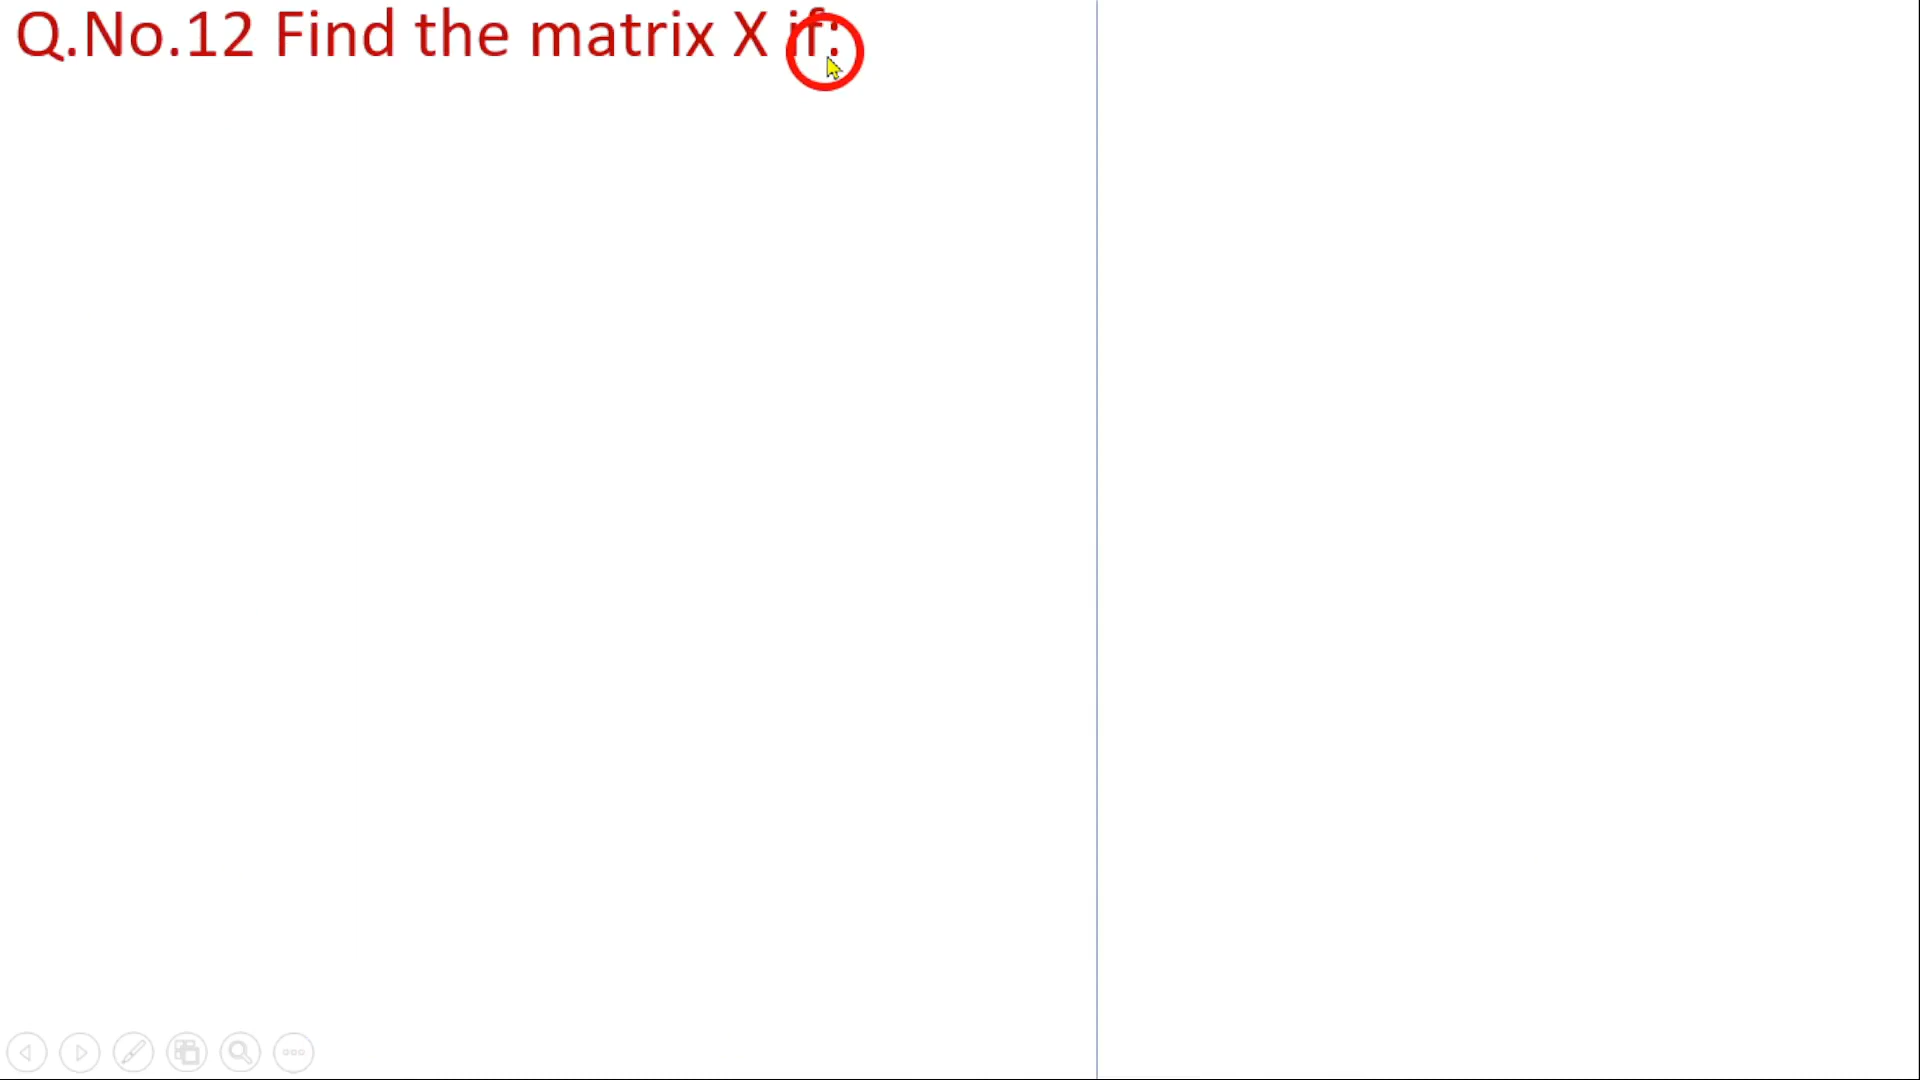 Q.No.12 Find the matrix X if: